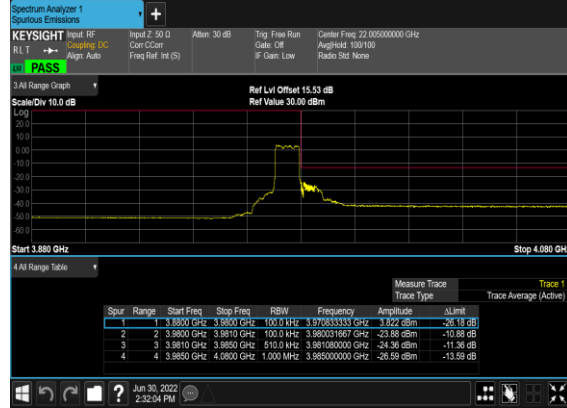 Spectrum Analyzer 1
Spurious Emissions
+
KEYSIGHT Input: RF Input Z: 50 Ω Atten: 30 dB Trig: Free Run Center Freq: 22.005000000 GHz
RLT Coupling: DC Corr CCorr Gate: Off Avg|Hold: 100/100
Align: Auto Freq Ref: Int (S) IF Gain: Low Radio Std: None
LW PASS
3 All Range Graph
Ref Lvl Offset 15.53 dB
Scale/Div 10.0 dB Ref Value 30.00 dBm
Log
20.0
10.0
0.00
-10.0
-20.0
-30.0
-40.0
-50.0
-60.0
Start 3.880 GHz Stop 4.080 GHz
4 All Range Table
Measure Trace Trace 1
Trace Type Trace Average (Active)
Spur Range Start Freq Stop Freq RBW Frequency Amplitude ΔLimit
1 1 3.8800 GHz 3.9800 GHz 100.0 kHz 3.970833333 GHz 3.822 dBm -26.18 dB
2 2 3.9800 GHz 3.9810 GHz 100.0 kHz 3.980031667 GHz -23.88 dBm -10.88 dB
3 3 3.9810 GHz 3.9850 GHz 510.0 kHz 3.981080000 GHz -24.36 dBm -11.36 dB
4 4 3.9850 GHz 4.0800 GHz 1.000 MHz 3.985000000 GHz -26.59 dBm -13.59 dB
? Jun 30, 2022
2:32:04 PM